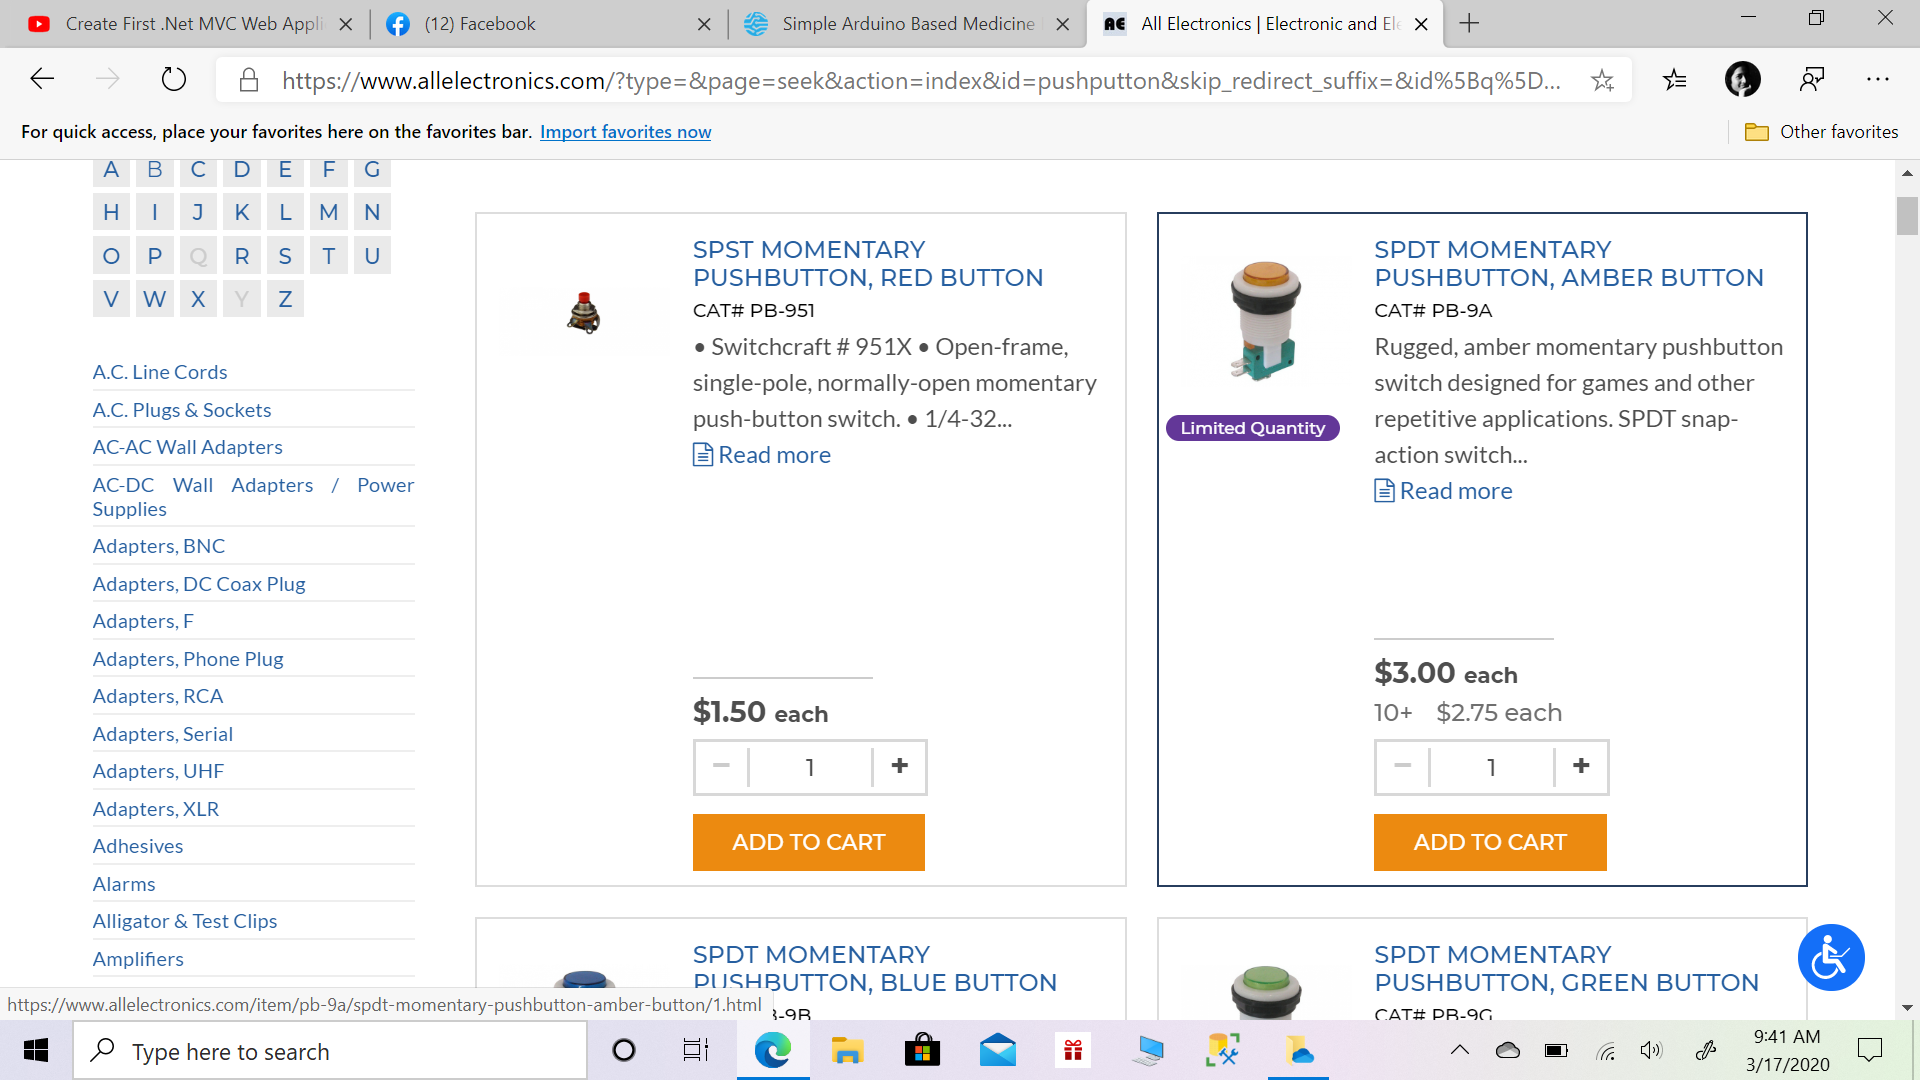 Create First .Net MVC Web Appli
(12) Facebook
Simple Arduino Based Medicine
AE All Electronics | Electronic and Ele
https://www.allelectronics.com/?type=&page=seek&action=index&id=pushputton&skip_redirect_suffix=&id%5Bq%5D...
For quick access, place your favorites here on the favorites bar. Import favorites now
Other favorites
A B C D E F G
H I J K L M N
O P Q R S T U
V W X Y Z
A.C. Line Cords
A.C. Plugs & Sockets
AC-AC Wall Adapters
AC-DC Wall Adapters / Power
Supplies
Adapters, BNC
Adapters, DC Coax Plug
Adapters, F
Adapters, Phone Plug
Adapters, RCA
Adapters, Serial
Adapters, UHF
Adapters, XLR
Adhesives
Alarms
Alligator & Test Clips
Amplifiers
SPST MOMENTARY
PUSHBUTTON, RED BUTTON
CAT# PB-951
• Switchcraft # 951X • Open-frame,
single-pole, normally-open momentary
push-button switch. • 1/4-32...
Read more
$1.50 each
− 1 +
ADD TO CART
SPDT MOMENTARY
PUSHBUTTON, AMBER BUTTON
CAT# PB-9A
Rugged, amber momentary pushbutton
switch designed for games and other
repetitive applications. SPDT snap-
action switch...
Read more
Limited Quantity
$3.00 each
10+ $2.75 each
− 1 +
ADD TO CART
SPDT MOMENTARY
PUSHBUTTON, BLUE BUTTON
B-9B
SPDT MOMENTARY
PUSHBUTTON, GREEN BUTTON
CAT# PB-9G
https://www.allelectronics.com/item/pb-9a/spdt-momentary-pushbutton-amber-button/1.html
Type here to search
9:41 AM
3/17/2020